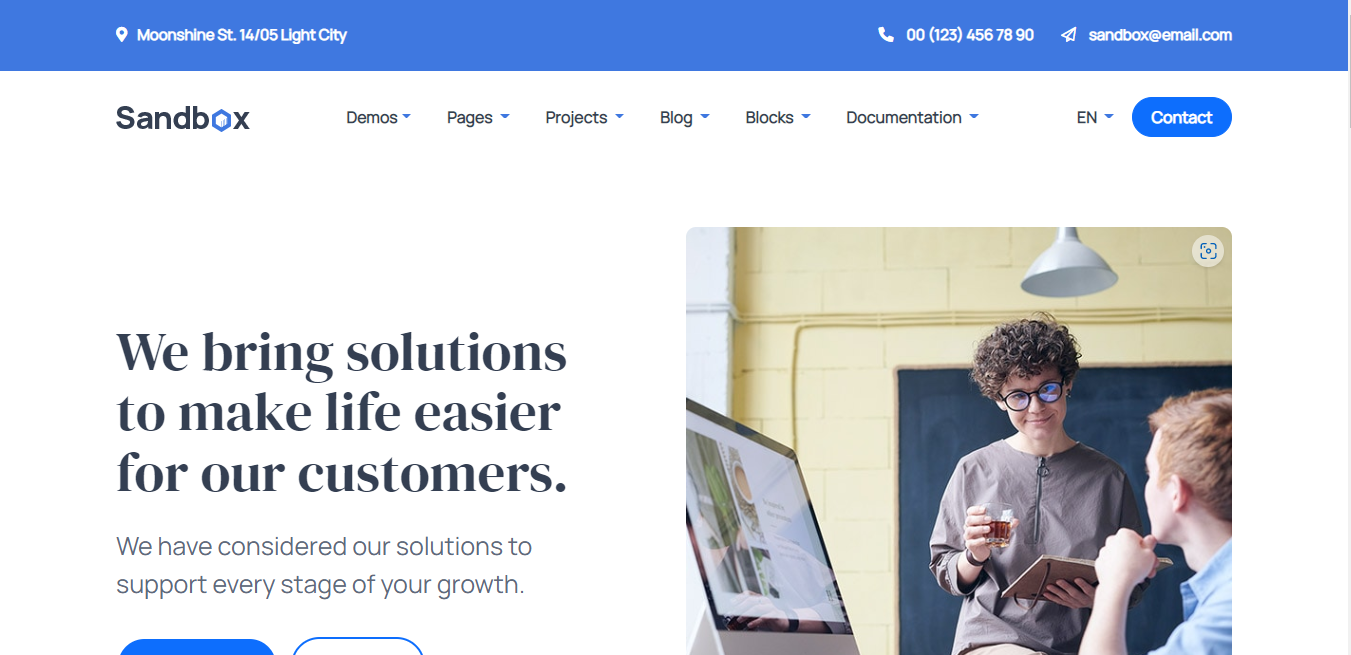 Moonshine St. 14/05 Light City
00 (123) 456 78 90
sandbox@email.com
Sandbox
Demos
Pages
Projects
Blog
Blocks
Documentation
EN
Contact
We bring solutions
to make life easier
for our customers.
We have considered our solutions to
support every stage of your growth.